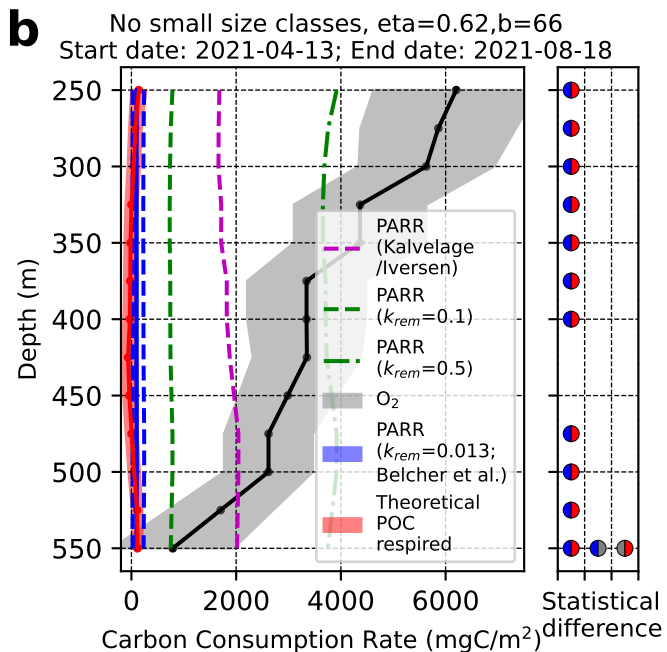 b
No small size classes, eta=0.62,b=66
Start date: 2021-04-13; End date: 2021-08-18
250
300
350
400
450
500
550
Depth (m)
PARR
(Kalvelage
/Iversen)
PARR
(k_rem=0.1)
PARR
(k_rem=0.5)
O₂
PARR
(k_rem=0.013;
Belcher et al.)
Theoretical
POC
respired
0 2000 4000 6000
Carbon Consumption Rate (mgC/m²)
Statistical
difference